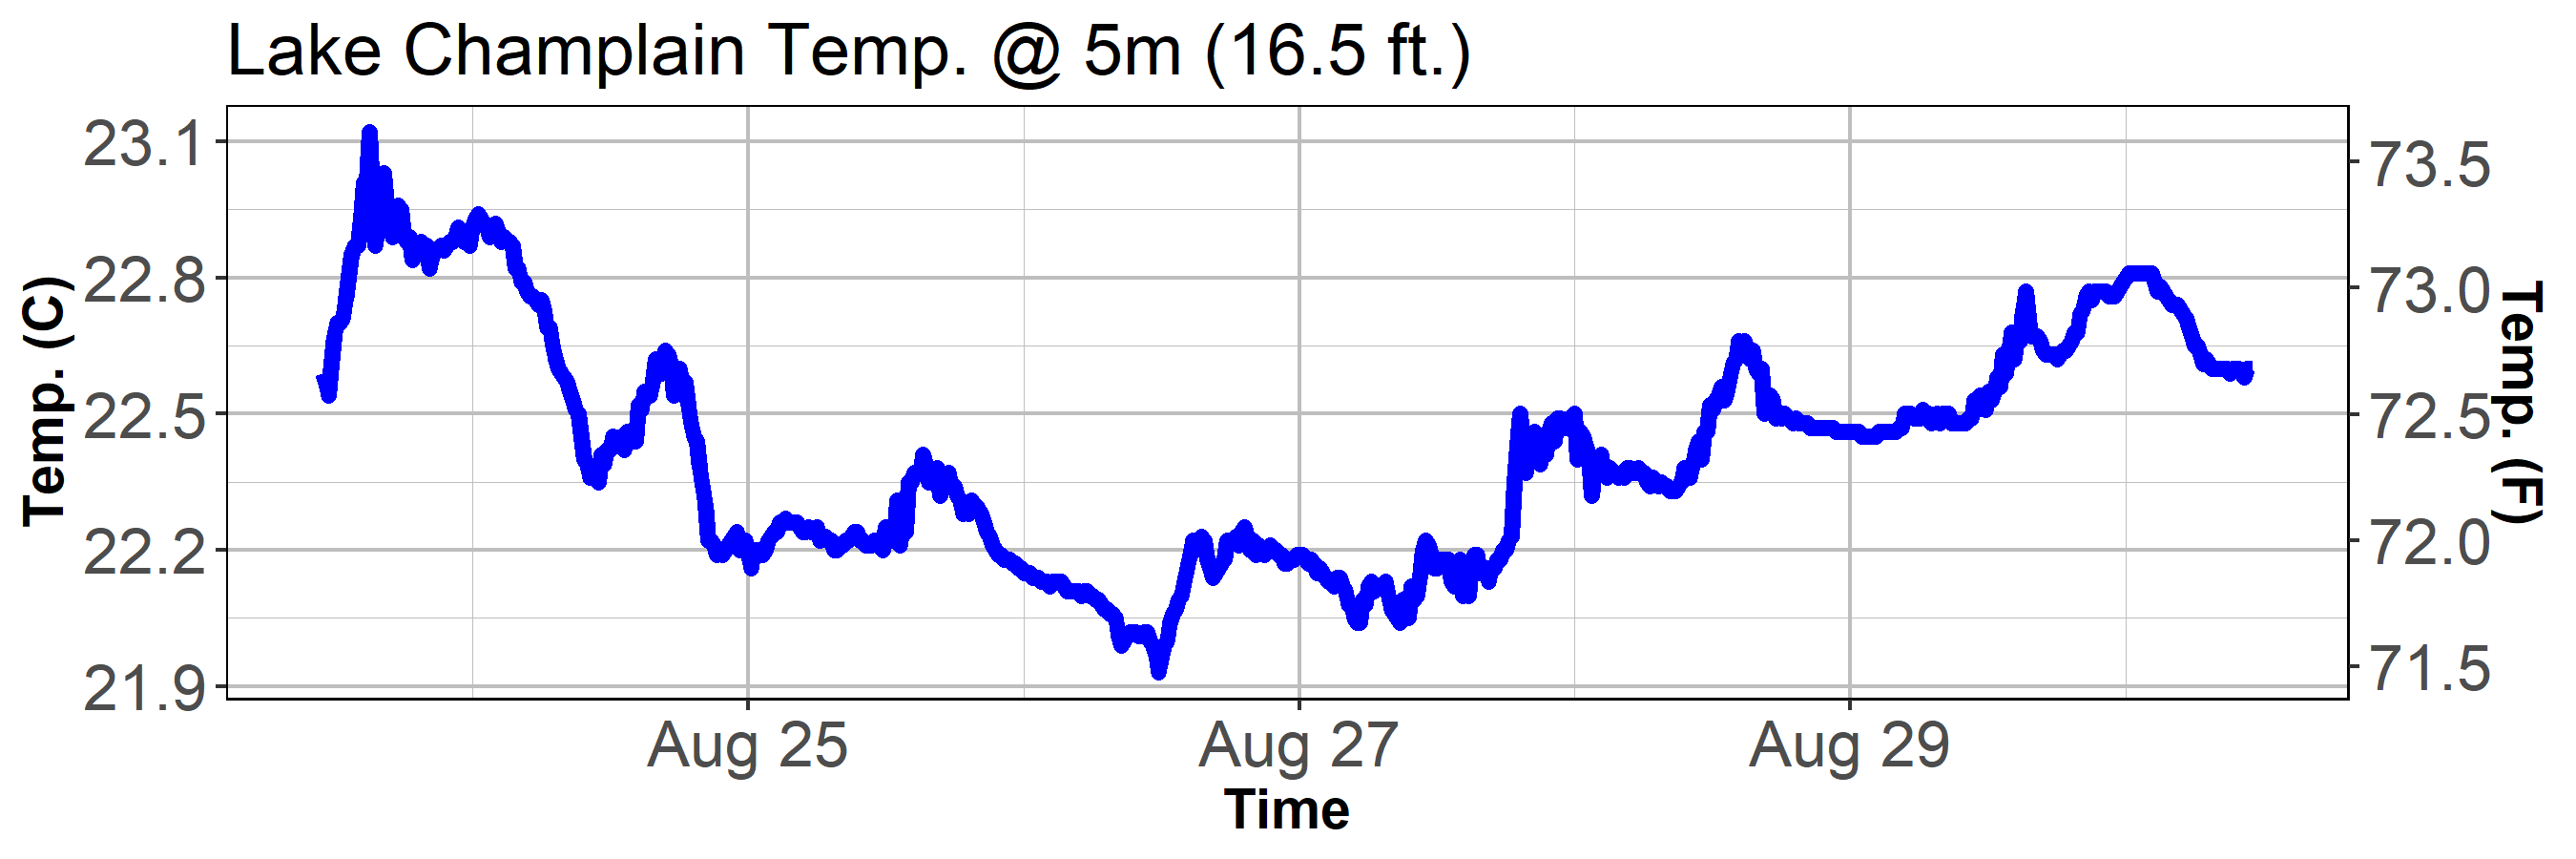 Lake Champlain Temp. @ 5m (16.5 ft.)
Temp. (C)
23.1
22.8
22.5
22.2
21.9
73.5
73.0
72.5
72.0
71.5
Temp. (F)
Aug 25
Aug 27
Aug 29
Time